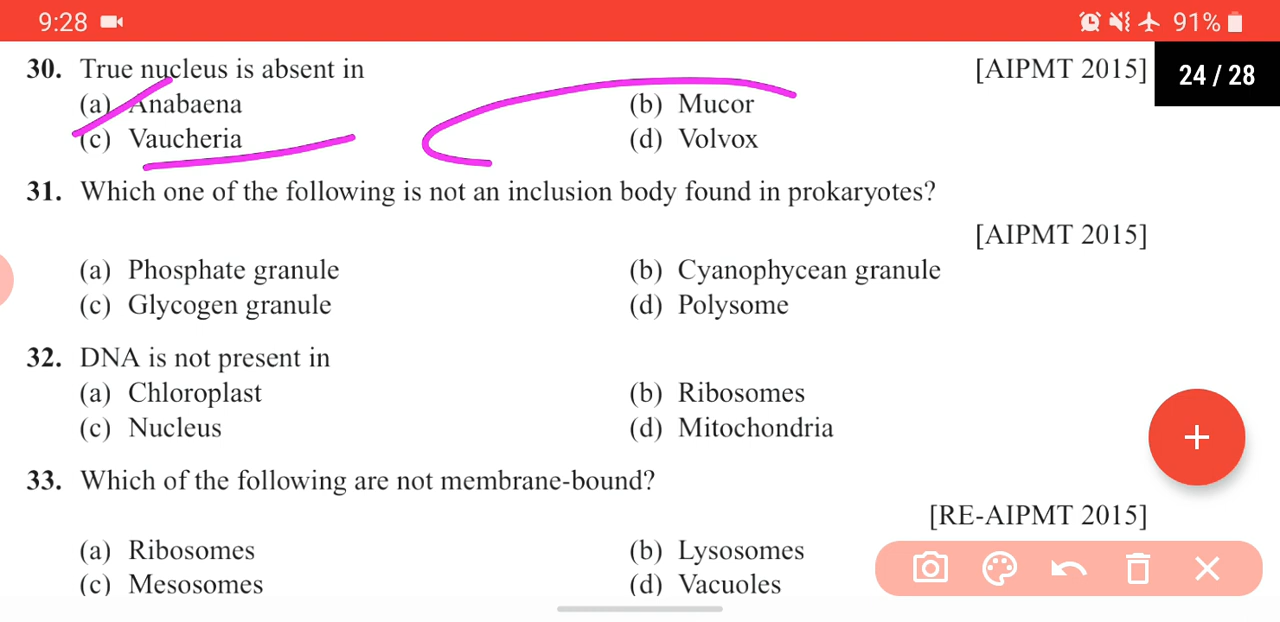 9:28 91%
30. True nucleus is absent in [AIPMT 2015] 24 / 28
(a) Anabaena (b) Mucor
(c) Vaucheria (d) Volvox
31. Which one of the following is not an inclusion body found in prokaryotes?
[AIPMT 2015]
(a) Phosphate granule (b) Cyanophycean granule
(c) Glycogen granule (d) Polysome
32. DNA is not present in
(a) Chloroplast (b) Ribosomes
(c) Nucleus (d) Mitochondria
33. Which of the following are not membrane-bound?
[RE-AIPMT 2015]
(a) Ribosomes (b) Lysosomes
(c) Mesosomes (d) Vacuoles